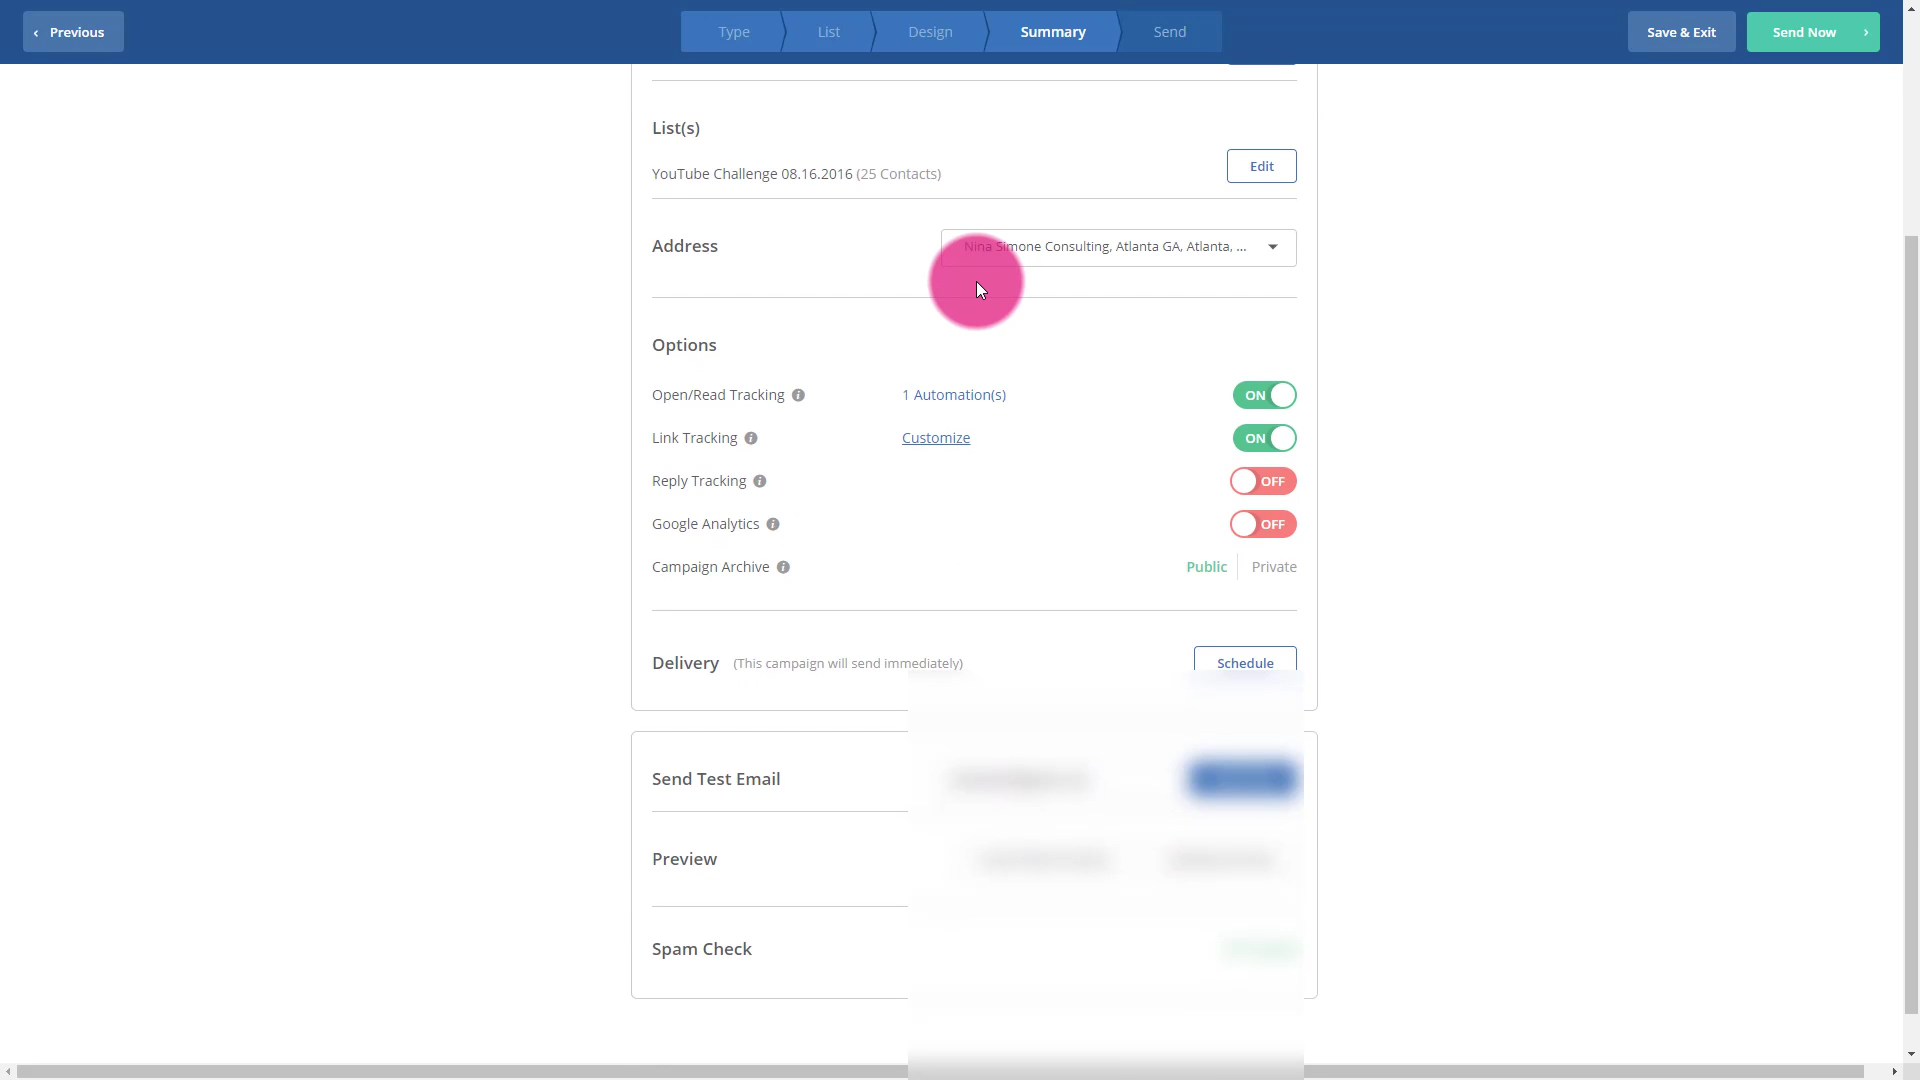 Previous
Type
List
Design
Summary
Send
Save & Exit
Send Now
List(s)
YouTube Challenge 08.16.2016 (25 Contacts)
Edit
Address
Nina Simone Consulting, Atlanta GA, Atlanta, ...
Options
Open/Read Tracking
1 Automation(s)
ON
Link Tracking
Customize
ON
Reply Tracking
OFF
Google Analytics
OFF
Campaign Archive
Public
Private
Delivery
(This campaign will send immediately)
Schedule
Send Test Email
Preview
Spam Check